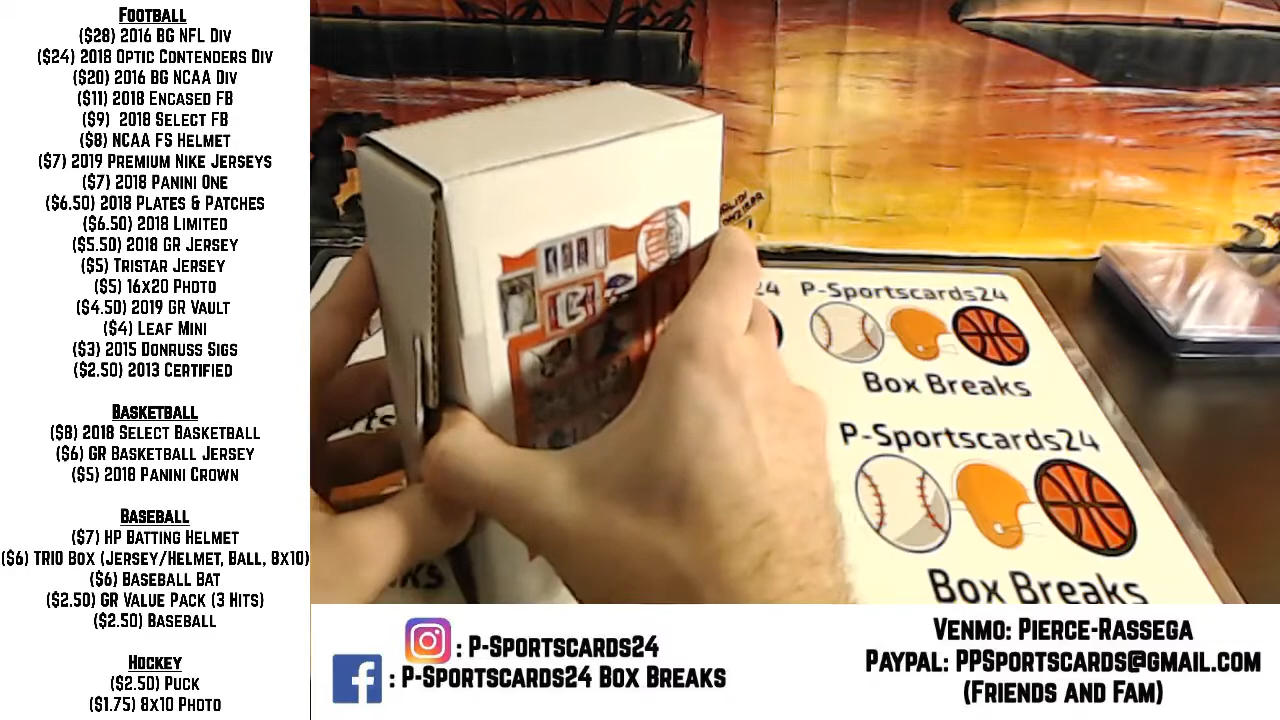 Football
($28) 2016 BG NFL Div
($24) 2018 Optic Contenders Div
($20) 2016 BG NCAA Div
($11) 2018 Encased FB
($9) 2018 Select FB
($8) NCAA FS Helmet
($7) 2019 Premium Nike Jerseys
($7) 2018 Panini One
($6.50) 2018 Plates & Patches
($6.50) 2018 Limited
($5.50) 2018 GR Jersey
($5) Tristar Jersey
($5) 16x20 Photo
($4.50) 2019 GR Vault
($4) Leaf Mini
($3) 2015 Donruss Sigs
($2.50) 2013 Certified
Basketball
($8) 2018 Select Basketball
($6) GR Basketball Jersey
($5) 2018 Panini Crown
Baseball
($7) HP Batting Helmet
($6) Trio Box (Jersey/Helmet, Ball, 8x10)
($6) Baseball Bat
($2.50) GR Value Pack (3 Hits)
($2.50) Baseball
Hockey
($2.50) Puck
($1.75) 8x10 Photo
VAULT
24 P-Sportscards24
Box Breaks
P-Sportscards24
Box Breaks
: P-Sportscards24
: P-Sportscards24 Box Breaks
Venmo: Pierce-Rassega
PayPal: PPSportscards@gmail.com
(Friends and Fam)